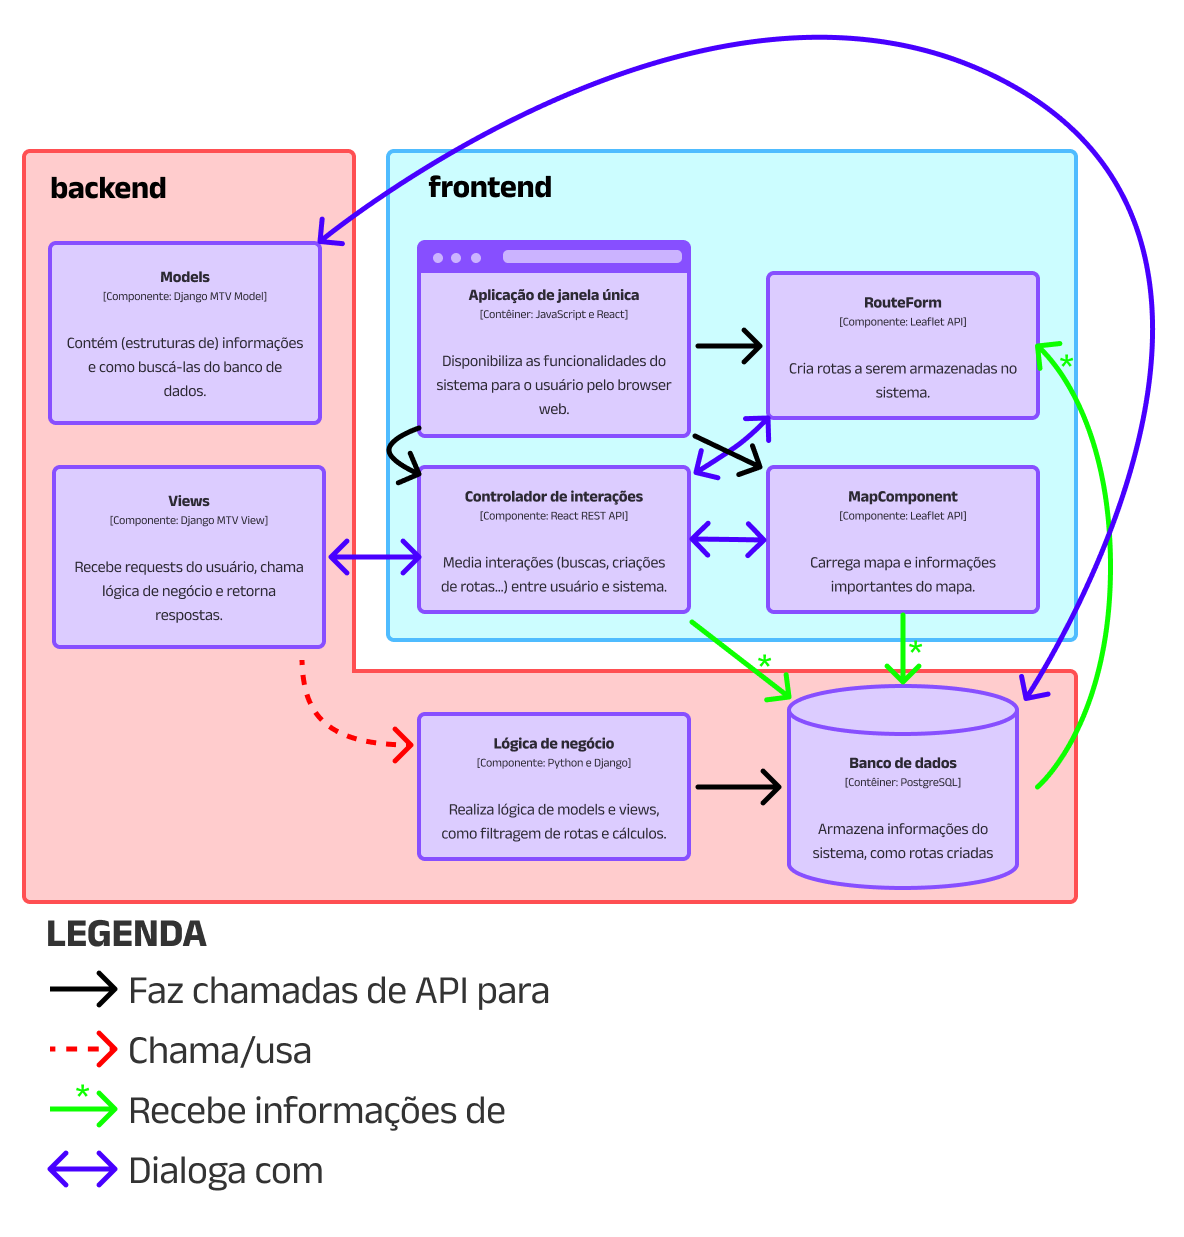 backend
frontend
Models
[Componente: Django MTV Model]
Contém (estruturas de) informações
e como buscá-las do banco de
dados.
Aplicação de janela única
[Contêiner: JavaScript e React]
Disponibiliza as funcionalidades do
sistema para o usuário pelo browser
web.
RouteForm
[Componente: Leaflet API]
Cria rotas a serem armazenadas no
sistema.
*
Views
[Componente: Django MTV View]
Recebe requests do usuário, chama
lógica de negócio e retorna
respostas.
Controlador de interações
[Componente: React REST API]
Media interações (buscas, criações
de rotas...) entre usuário e sistema.
MapComponent
[Componente: Leaflet API]
Carrega mapa e informações
importantes do mapa.
*
*
Lógica de negócio
[Componente: Python e Django]
Realiza lógica de models e views,
como filtragem de rotas e cálculos.
Banco de dados
[Contêiner: PostgreSQL]
Armazena informações do
sistema, como rotas criadas
LEGENDA
Faz chamadas de API para
Chama/usa
*
Recebe informações de
Dialoga com